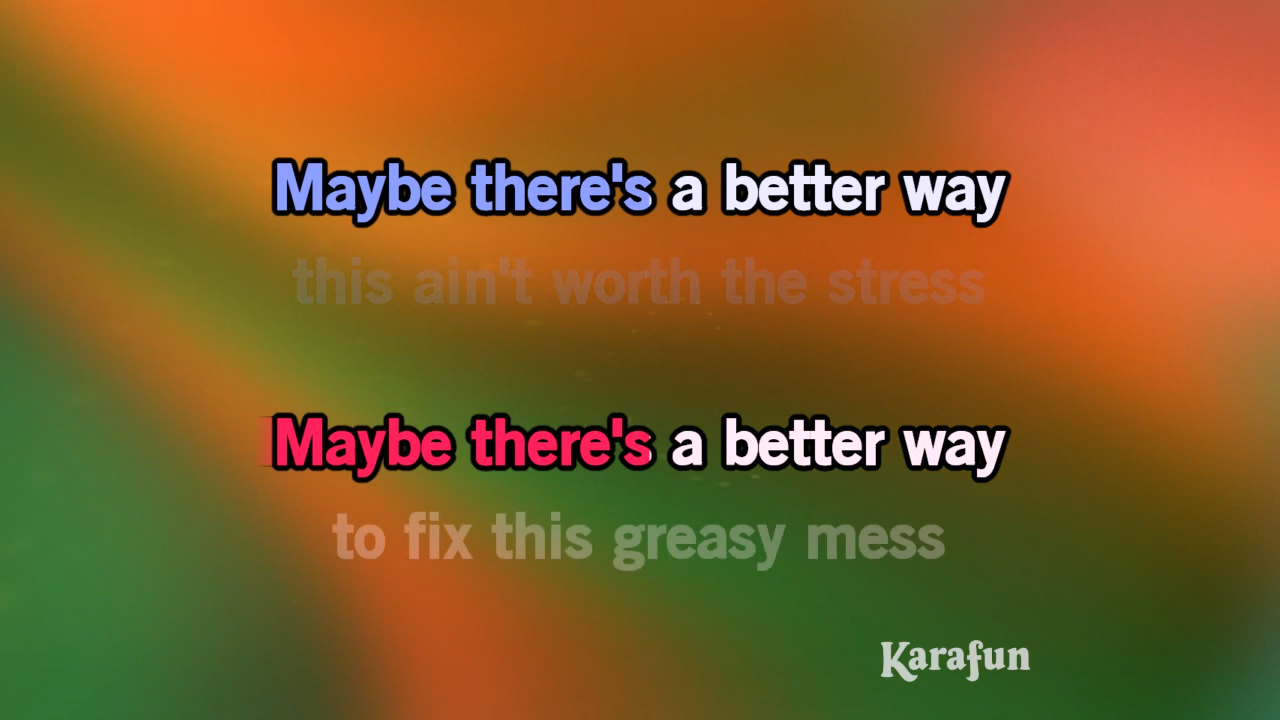 Maybe there's a better way
this ain't worth the stress
Maybe there's a better way
to fix this greasy mess
Karafun